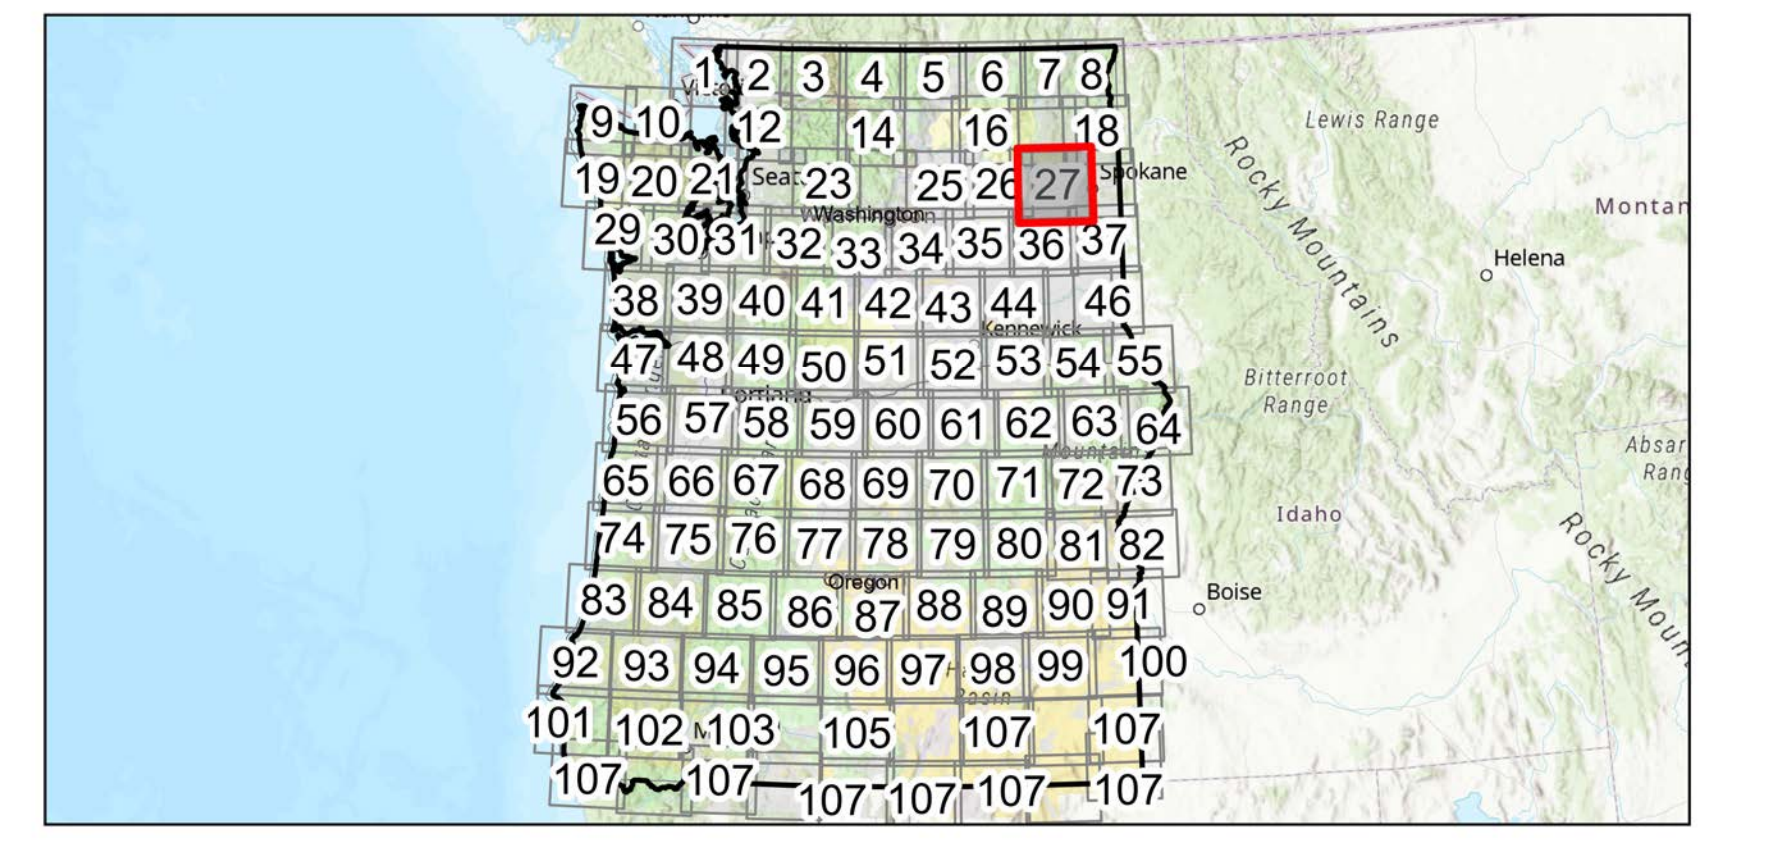 1 2 3 4 5 6 7 8
9 10 12 14 16 18
Lewis Range
19 20 21 Seat 23 25 26 27 Spokane
Washington
Rocky Mountains
Montan
29 30 31 32 33 34 35 36 37
Helena
38 39 40 41 42 43 44 46
Kennewick
47 48 49 50 51 52 53 54 55
Bitterroot
Range
Portland
56 57 58 59 60 61 62 63 64
Mountain
Absar
Rang
65 66 67 68 69 70 71 72 73
Idaho
Rocky Moun
74 75 76 77 78 79 80 81 82
Oregon
Boise
83 84 85 86 87 88 89 90 91
92 93 94 95 96 97 98 99 100
Basin
101 102 M 103 105 107 107
107 107 107 107 107 107